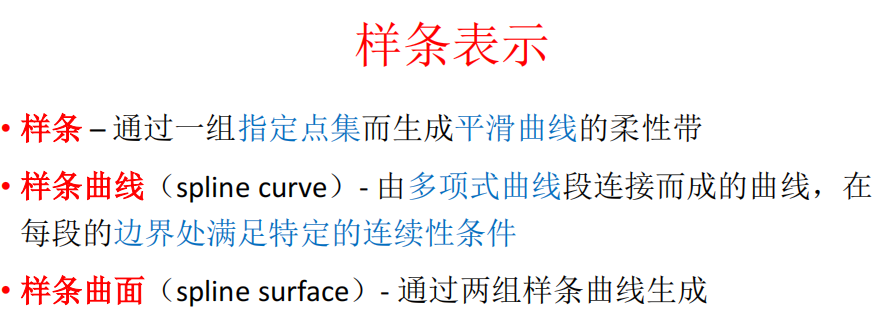 样条表示
• 样条 – 通过一组指定点集而生成平滑曲线的柔性带
• 样条曲线（spline curve）- 由多项式曲线段连接而成的曲线，在
每段的边界处满足特定的连续性条件
• 样条曲面（spline surface）- 通过两组样条曲线生成